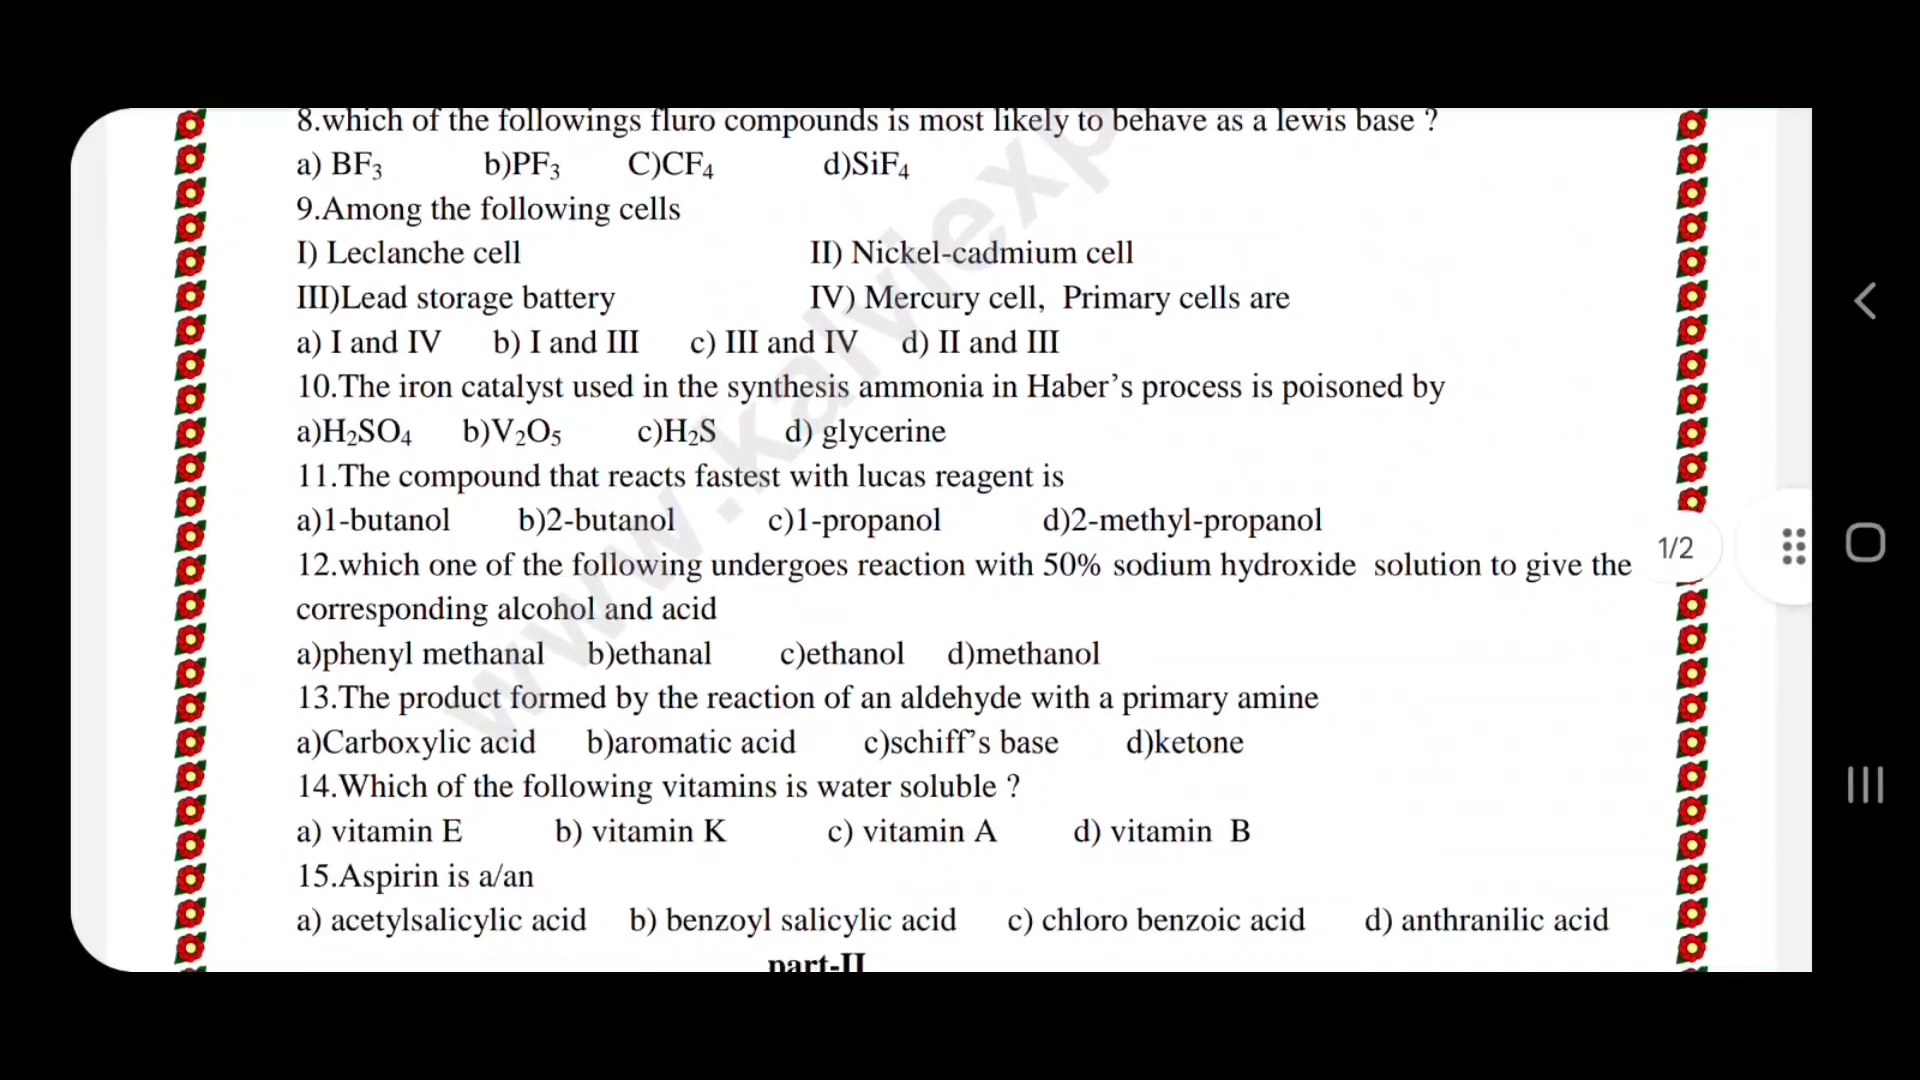 8.which of the followings fluro compounds is most likely to behave as a lewis base ?
a) BF₃ b)PF₃ C)CF₄ d)SiF₄
9.Among the following cells
I) Leclanche cell II) Nickel-cadmium cell
III)Lead storage battery IV) Mercury cell, Primary cells are
a) I and IV b) I and III c) III and IV d) II and III
10.The iron catalyst used in the synthesis ammonia in Haber’s process is poisoned by
a)H₂SO₄ b)V₂O₅ c)H₂S d) glycerine
11.The compound that reacts fastest with lucas reagent is
a)1-butanol b)2-butanol c)1-propanol d)2-methyl-propanol
12.which one of the following undergoes reaction with 50% sodium hydroxide solution to give the
corresponding alcohol and acid
a)phenyl methanal b)ethanal c)ethanol d)methanol
13.The product formed by the reaction of an aldehyde with a primary amine
a)Carboxylic acid b)aromatic acid c)schiff’s base d)ketone
14.Which of the following vitamins is water soluble ?
a) vitamin E b) vitamin K c) vitamin A d) vitamin B
15.Aspirin is a/an
a) acetylsalicylic acid b) benzoyl salicylic acid c) chloro benzoic acid d) anthranilic acid
part-II
1/2
www.kalviexp